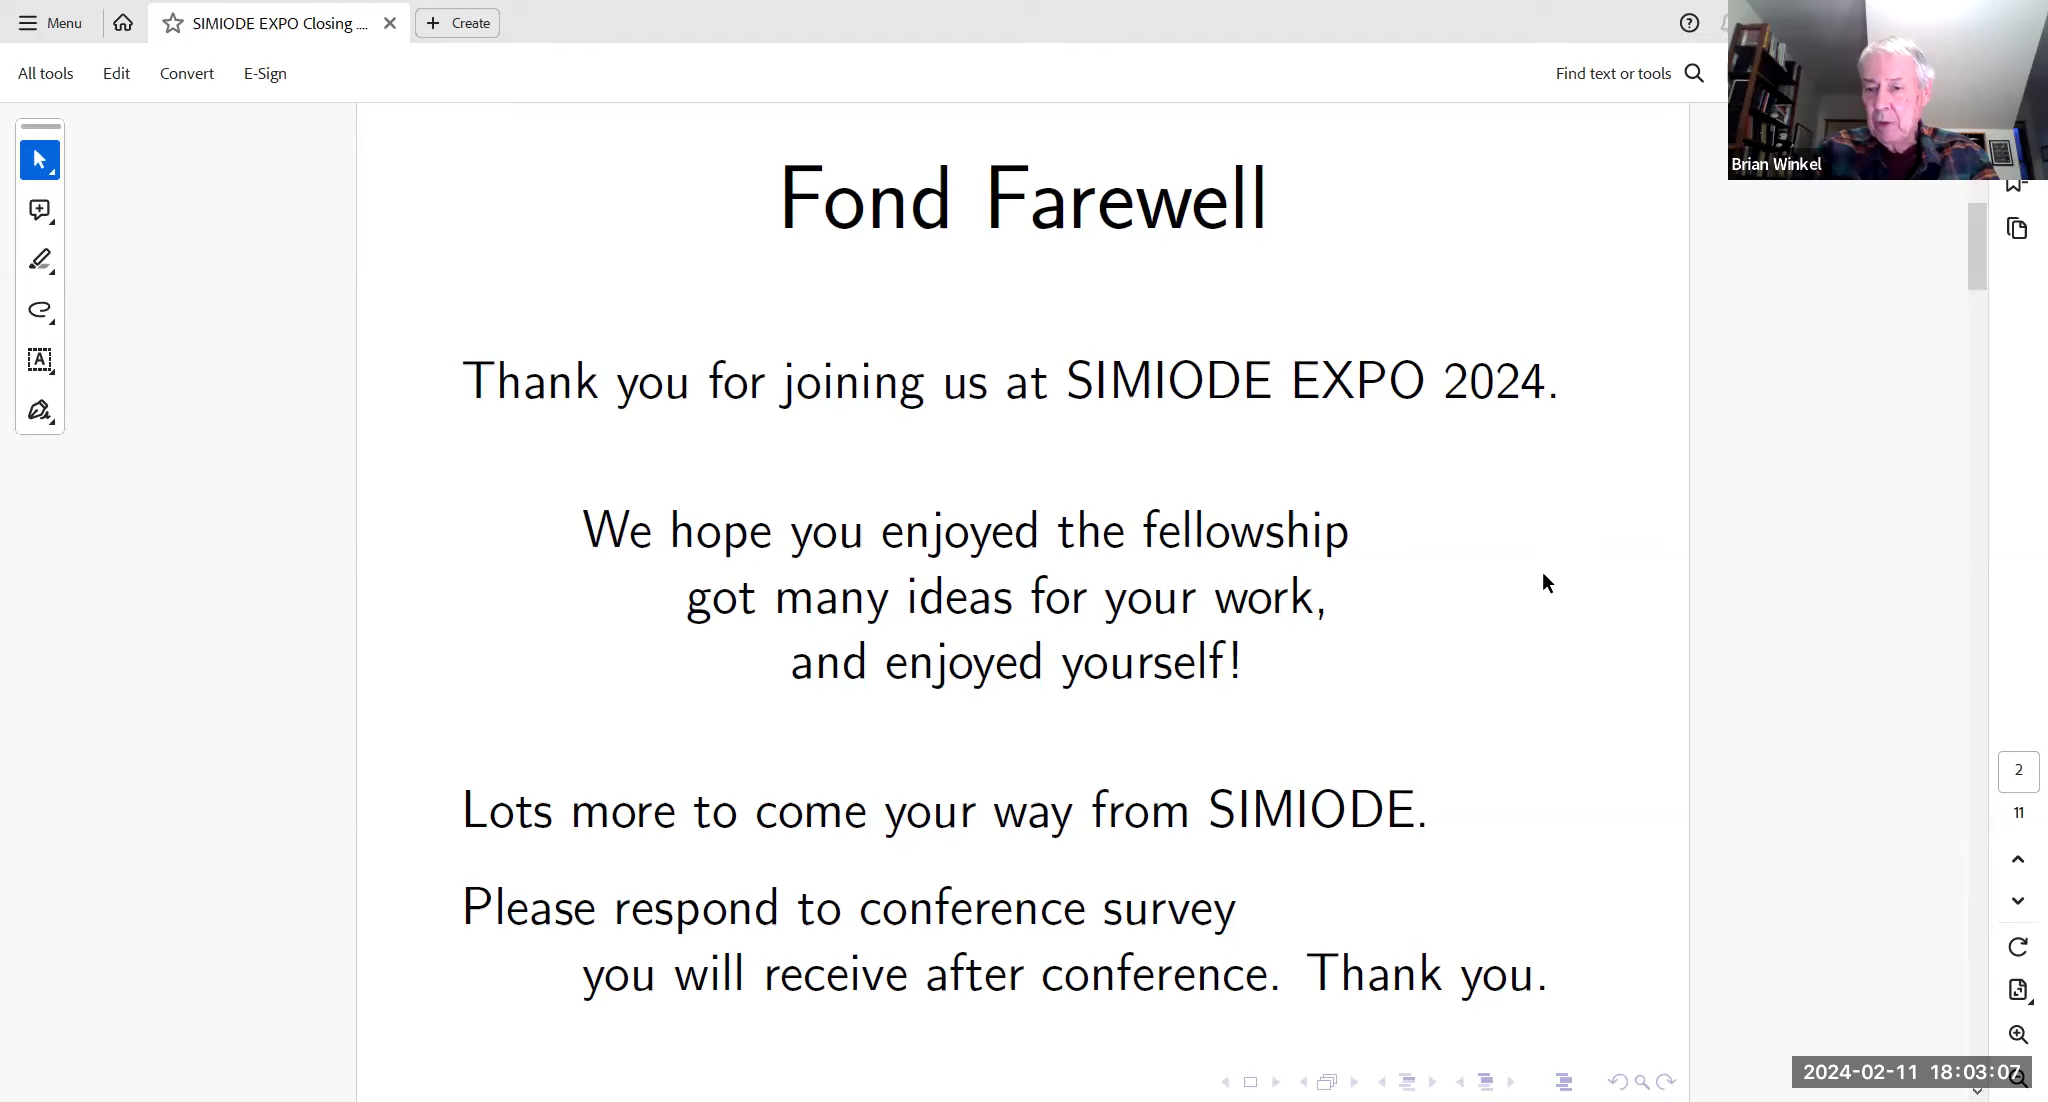 Menu
SIMIODE EXPO Closing ....
Create
All tools
Edit
Convert
E-Sign
Find text or tools
Brian Winkel
Fond Farewell
Thank you for joining us at SIMIODE EXPO 2024.
We hope you enjoyed the fellowship
got many ideas for your work,
and enjoyed yourself!
Lots more to come your way from SIMIODE.
Please respond to conference survey
you will receive after conference. Thank you.
2
11
2024-02-11 18:03:07